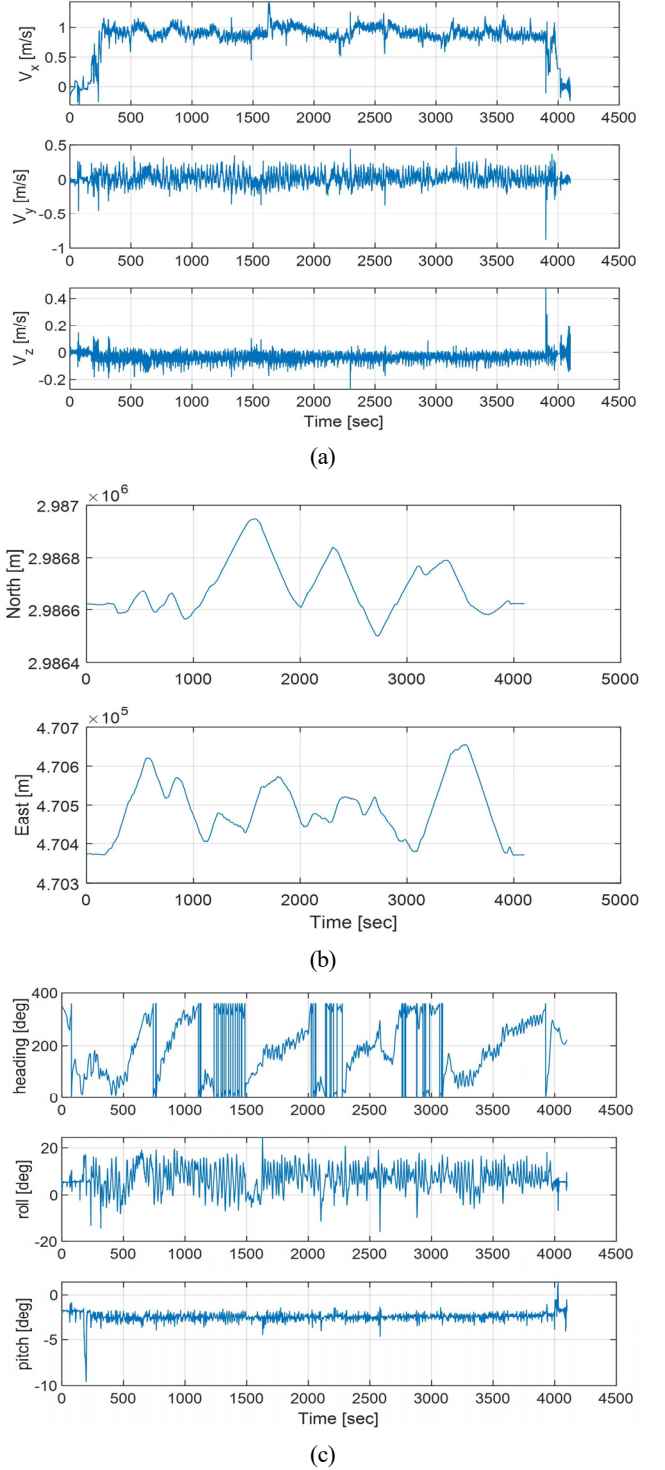 1
0.5
0
V_x [m/s]
0 500 1000 1500 2000 2500 3000 3500 4000 4500
0.5
0
-0.5
-1
V_y [m/s]
0 500 1000 1500 2000 2500 3000 3500 4000 4500
0.4
0.2
0
-0.2
V_z [m/s]
0 500 1000 1500 2000 2500 3000 3500 4000 4500
Time [sec]
(a)
× 10^6
2.987
2.9868
2.9866
2.9864
North [m]
0 1000 2000 3000 4000 5000
× 10^5
4.707
4.706
4.705
4.704
4.703
East [m]
0 1000 2000 3000 4000 5000
Time [sec]
(b)
400
200
0
heading [deg]
0 500 1000 1500 2000 2500 3000 3500 4000 4500
20
0
-20
roll [deg]
0 500 1000 1500 2000 2500 3000 3500 4000 4500
0
-5
-10
pitch [deg]
0 500 1000 1500 2000 2500 3000 3500 4000 4500
Time [sec]
(c)